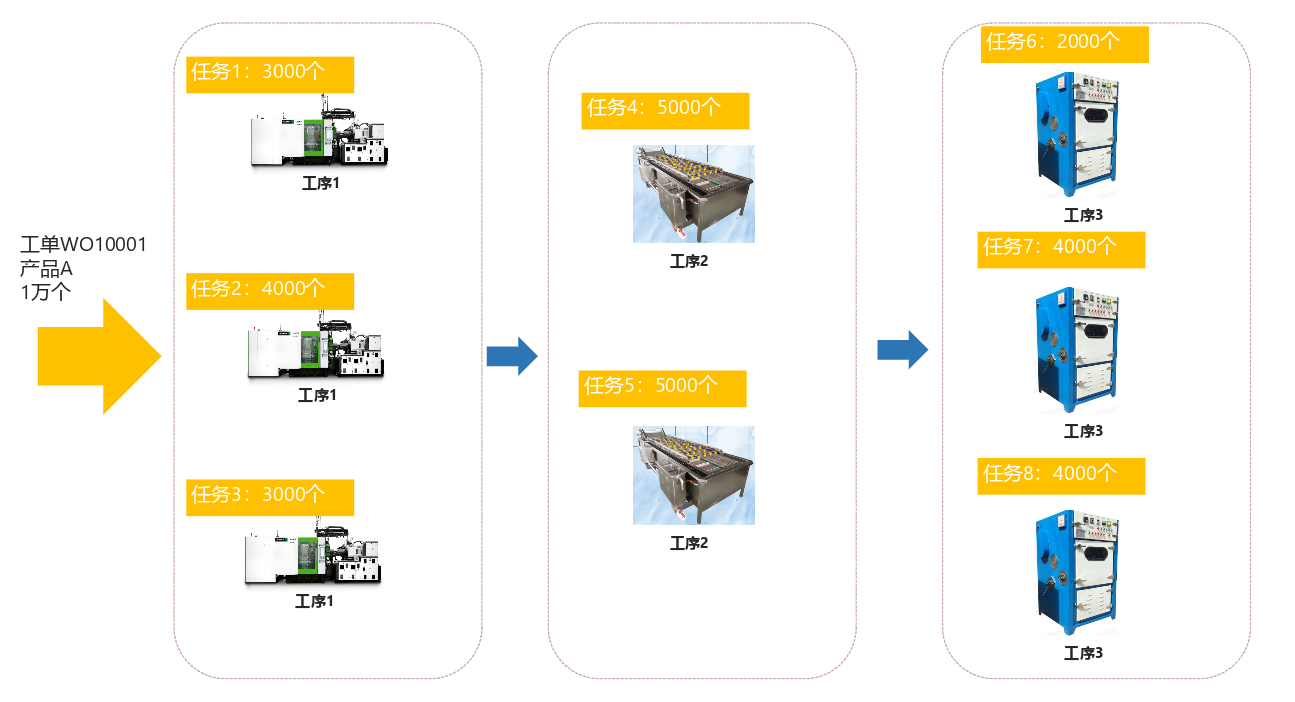 工单WO10001
产品A
1万个
任务1：3000个
工序1
任务2：4000个
工序1
任务3：3000个
工序1
任务4：5000个
工序2
任务5：5000个
工序2
任务6：2000个
工序3
任务7：4000个
工序3
任务8：4000个
工序3